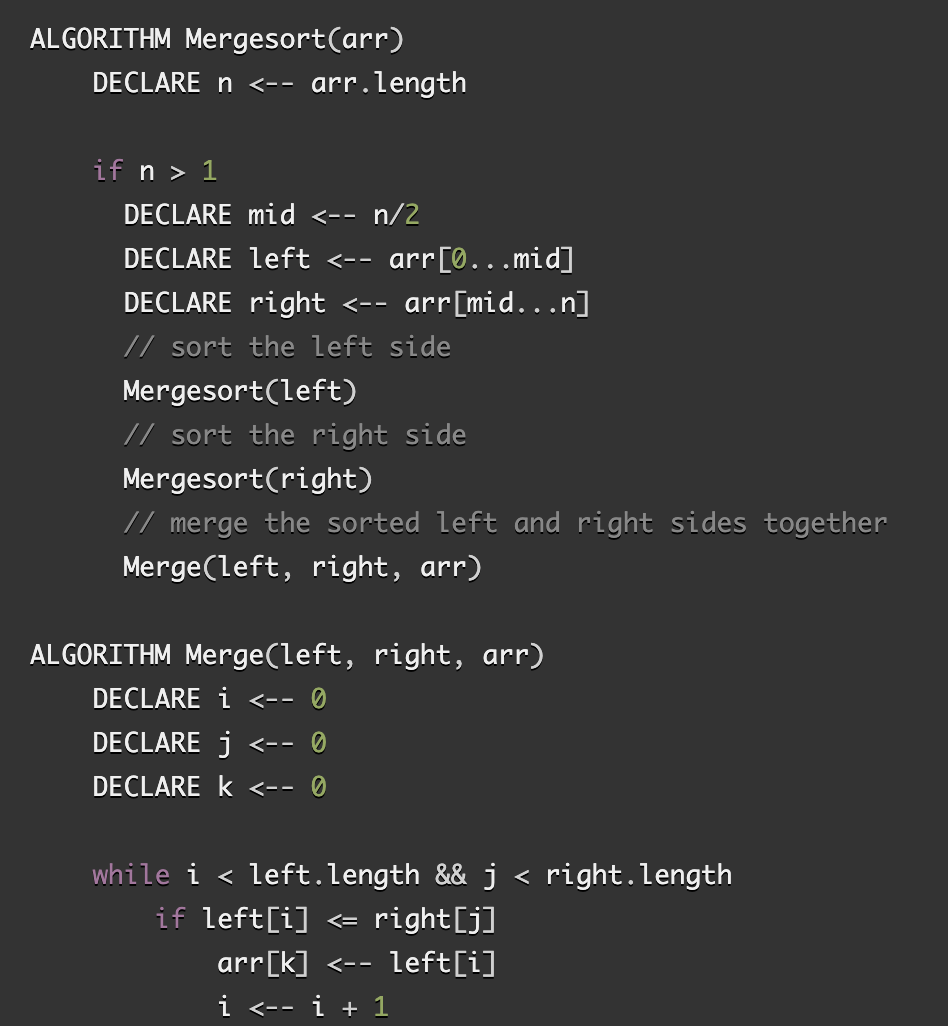 ALGORITHM Mergesort(arr)
    DECLARE n <-- arr.length

    if n > 1
      DECLARE mid <-- n/2
      DECLARE left <-- arr[0...mid]
      DECLARE right <-- arr[mid...n]
      // sort the left side
      Mergesort(left)
      // sort the right side
      Mergesort(right)
      // merge the sorted left and right sides together
      Merge(left, right, arr)

ALGORITHM Merge(left, right, arr)
    DECLARE i <-- 0
    DECLARE j <-- 0
    DECLARE k <-- 0

    while i < left.length && j < right.length
        if left[i] <= right[j]
            arr[k] <-- left[i]
            i <-- i + 1